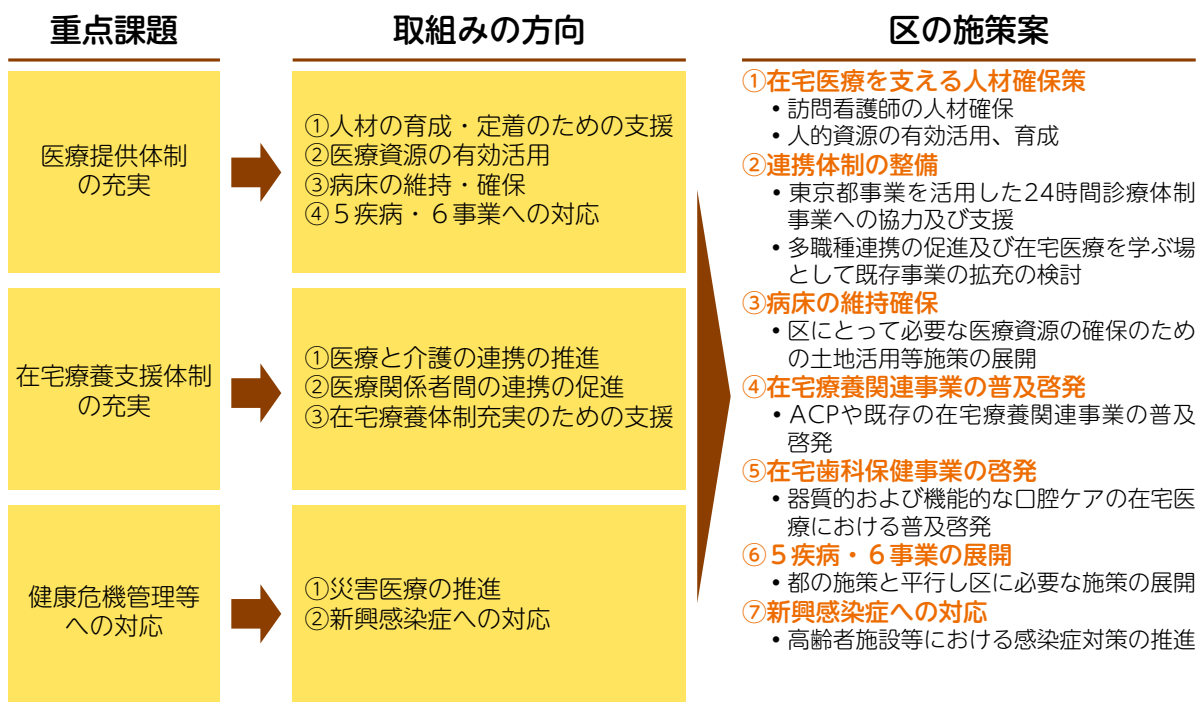 重点課題
取組みの方向
区の施策案
医療提供体制
の充実
①人材の育成・定着のための支援
②医療資源の有効活用
③病床の維持・確保
④５疾病・６事業への対応
在宅療養支援体制
の充実
①医療と介護の連携の推進
②医療関係者間の連携の促進
③在宅療養体制充実のための支援
健康危機管理等
への対応
①災害医療の推進
②新興感染症への対応
①在宅医療を支える人材確保策
• 訪問看護師の人材確保
• 人的資源の有効活用、育成
②連携体制の整備
• 東京都事業を活用した24時間診療体制
事業への協力及び支援
• 多職種連携の促進及び在宅医療を学ぶ場
として既存事業の拡充の検討
③病床の維持確保
• 区にとって必要な医療資源の確保のため
の土地活用等施策の展開
④在宅療養関連事業の普及啓発
• ACPや既存の在宅療養関連事業の普及
啓発
⑤在宅歯科保健事業の啓発
• 器質的および機能的な口腔ケアの在宅医
療における普及啓発
⑥５疾病・６事業の展開
• 都の施策と平行し区に必要な施策の展開
⑦新興感染症への対応
• 高齢者施設等における感染症対策の推進